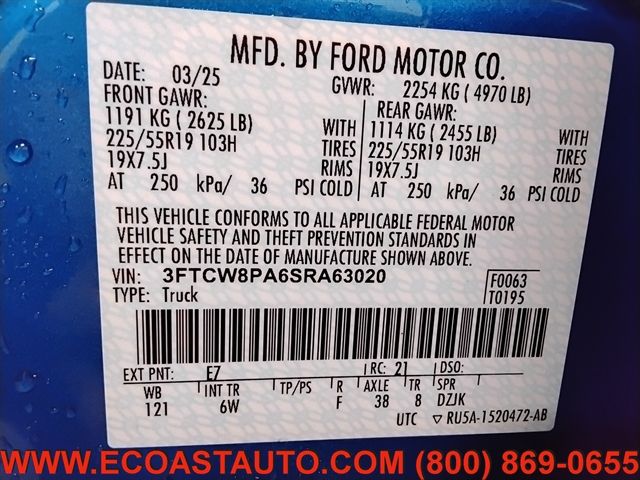 MFD. BY FORD MOTOR CO.
DATE: 03/25 GVWR: 2254 KG ( 4970 LB)
FRONT GAWR: REAR GAWR:
1191 KG ( 2625 LB) WITH 1114 KG ( 2455 LB) WITH
225/55R19 103H TIRES 225/55R19 103H TIRES
19X7.5J RIMS 19X7.5J RIMS
AT 250 kPa/ 36 PSI COLD AT 250 kPa/ 36 PSI COLD
THIS VEHICLE CONFORMS TO ALL APPLICABLE FEDERAL MOTOR
VEHICLE SAFETY AND THEFT PREVENTION STANDARDS IN
EFFECT ON THE DATE OF MANUFACTURE SHOWN ABOVE.
VIN: 3FTCW8PA6SRA63020 F0063
TYPE: Truck T0195
EXT PNT: E7 RC: 21 DSO:
WB INT TR TP/PS R AXLE TR SPR
121 6W F 38 8 DZJK
UTC ▽ RU5A-1520472-AB
WWW.ECOASTAUTO.COM (800) 869-0655